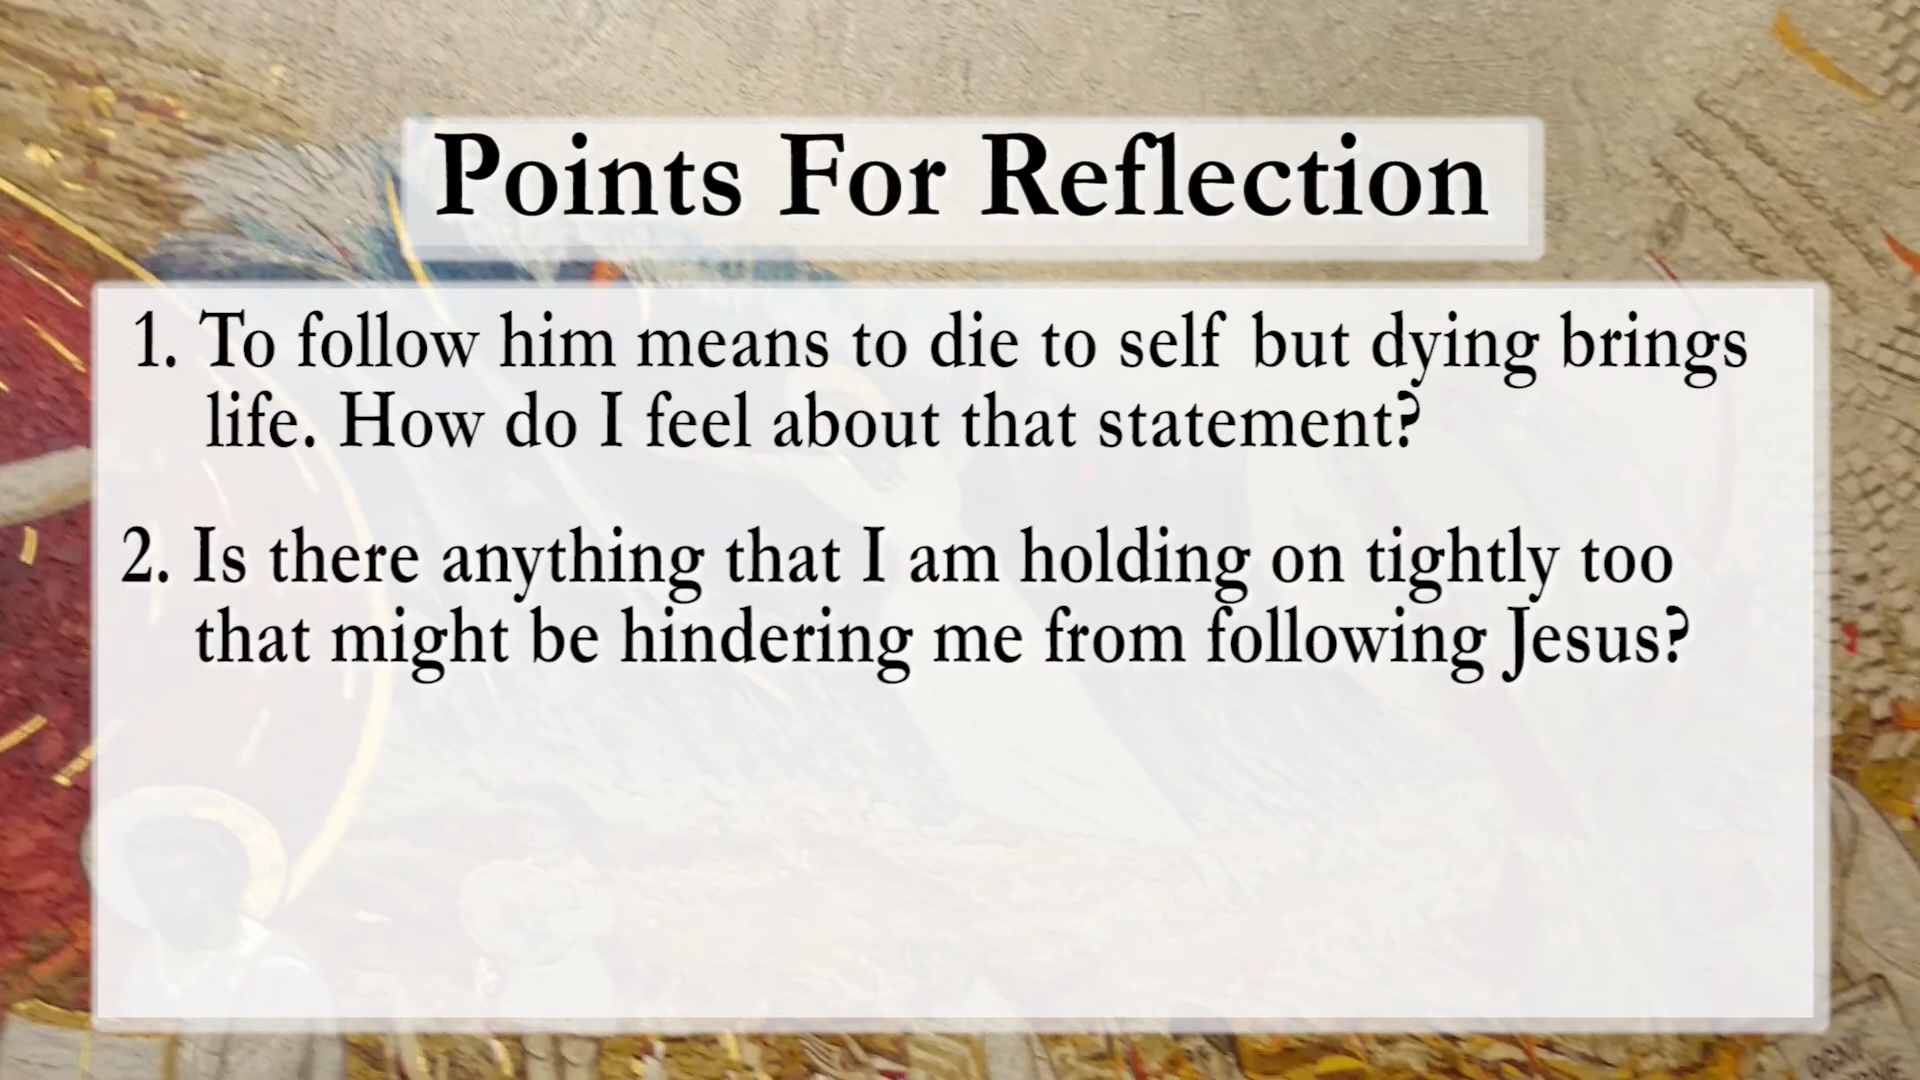 Points For Reflection
1. To follow him means to die to self but dying brings
life. How do I feel about that statement?
2. Is there anything that I am holding on tightly too
that might be hindering me from following Jesus?